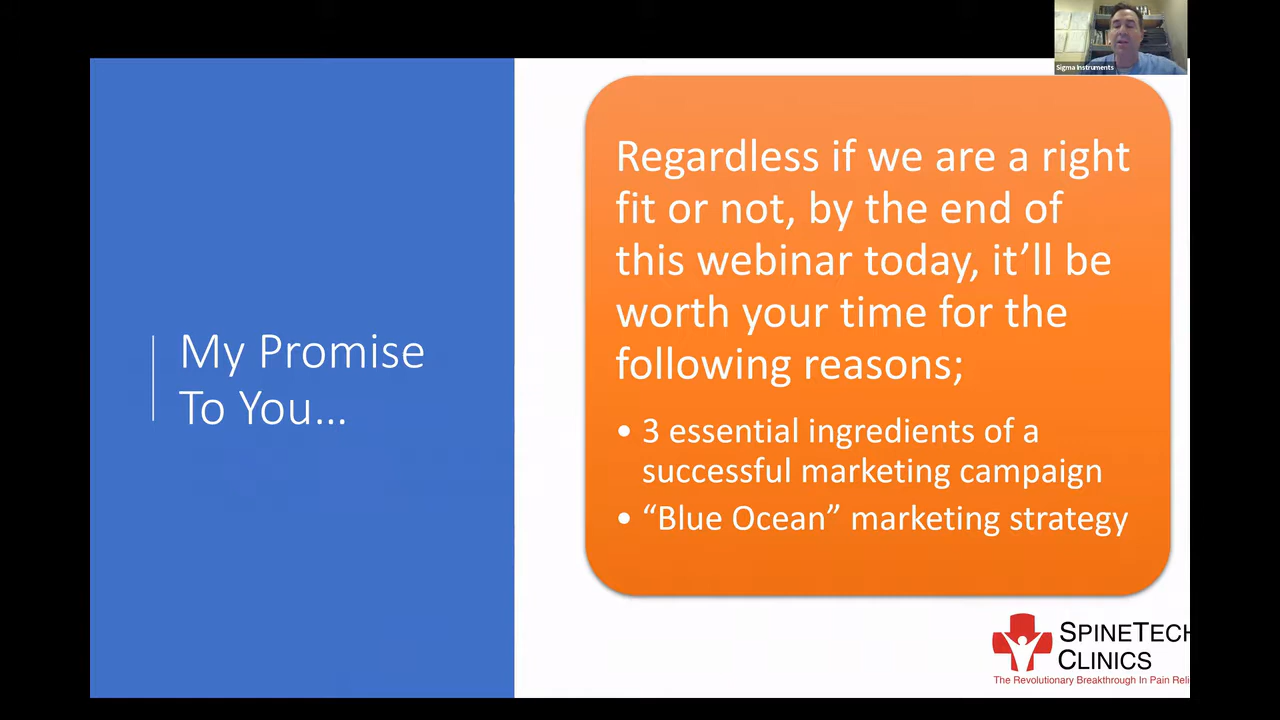 Sigma Instruments
My Promise
To You...
Regardless if we are a right
fit or not, by the end of
this webinar today, it’ll be
worth your time for the
following reasons;
• 3 essential ingredients of a
successful marketing campaign
• “Blue Ocean” marketing strategy
SPINETECH
CLINICS
The Revolutionary Breakthrough In Pain Reli